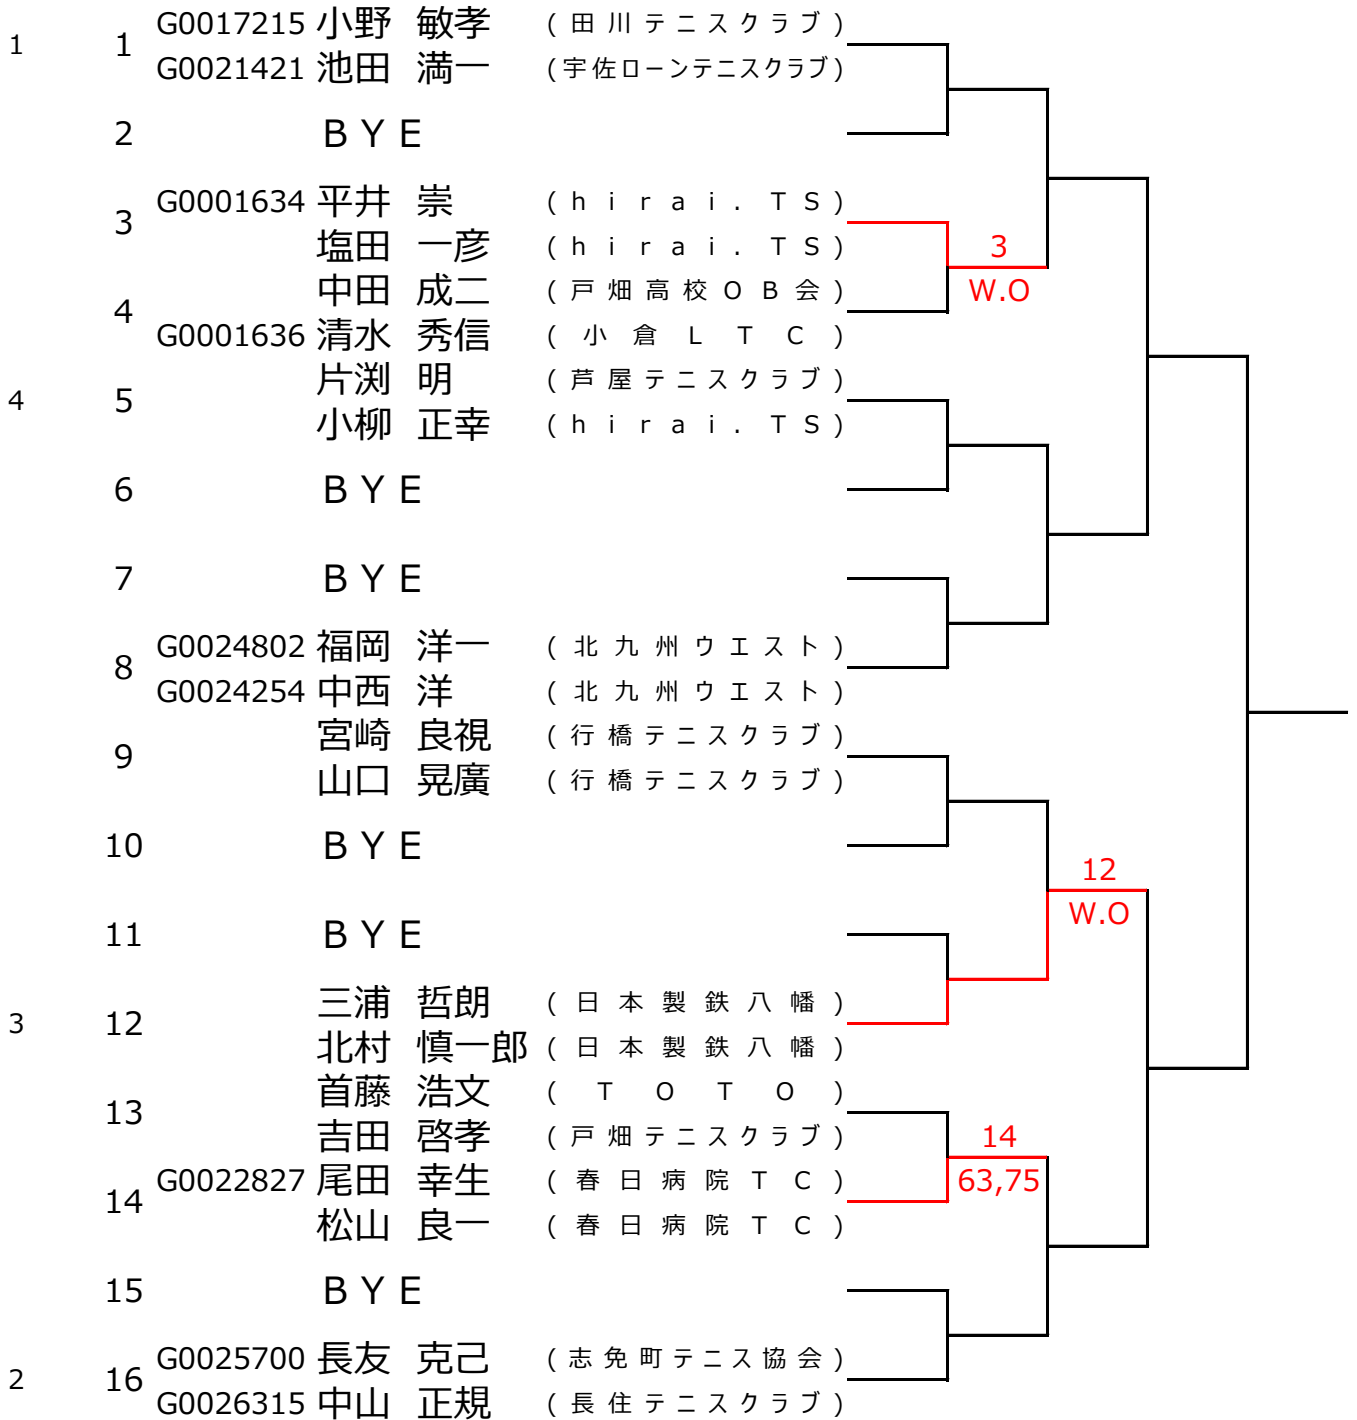 G0017215 小野 敏孝 (田川テニスクラブ)
1 1
G0021421 池田 満一 (宇佐ローンテニスクラブ)
2 BYE
G0001634 平井 崇 (hirai.TS)
3
塩田 一彦 (hirai.TS) 3
中田 成二 (戸畑高校OB会) W.O
4
G0001636 清水 秀信 (小倉LTC)
片渕 明 (芦屋テニスクラブ)
4 5
小柳 正幸 (hirai.TS)
6 BYE
7 BYE
G0024802 福岡 洋一 (北九州ウエスト)
8
G0024254 中西 洋 (北九州ウエスト)
宮崎 良視 (行橋テニスクラブ)
9
山口 晃廣 (行橋テニスクラブ)
10 BYE
12
W.O
11 BYE
三浦 哲朗 (日本製鉄八幡)
3 12
北村 慎一郎 (日本製鉄八幡)
首藤 浩文 (TOTO)
13
吉田 啓孝 (戸畑テニスクラブ) 14
G0022827 尾田 幸生 (春日病院TC) 63,75
14
松山 良一 (春日病院TC)
15 BYE
G0025700 長友 克己 (志免町テニス協会)
2 16
G0026315 中山 正規 (長住テニスクラブ)